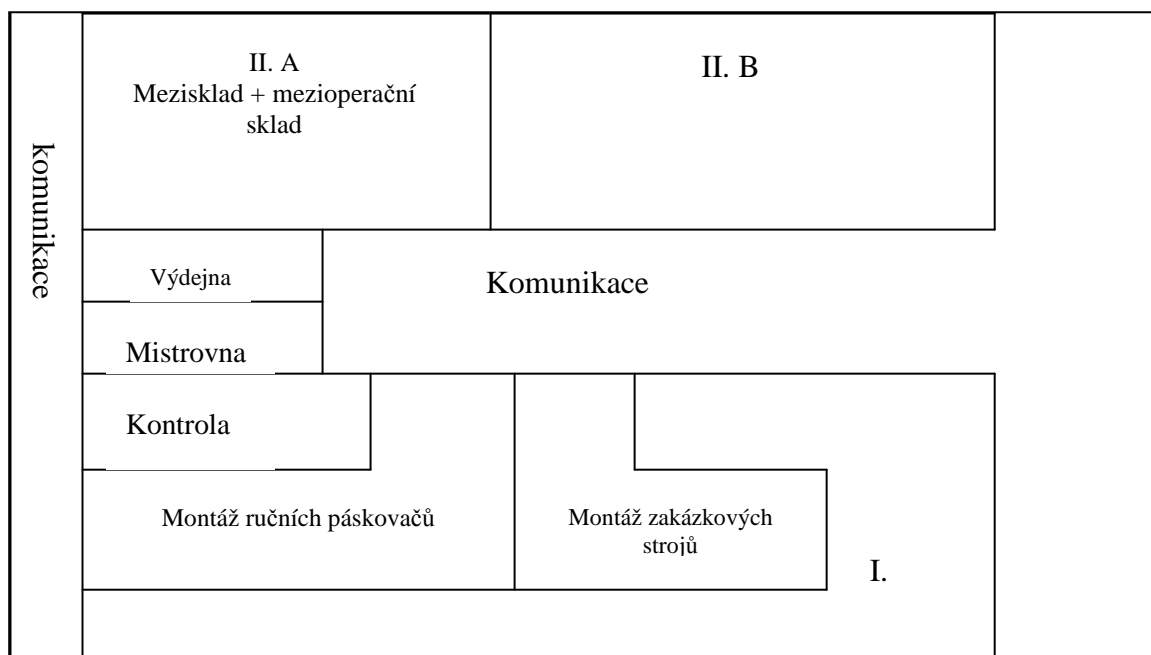 II. A
Mezisklad + mezioperační
sklad
II. B
komunikace
Výdejna
Komunikace
Mistrovna
Kontrola
Montáž ručních páskovačů
Montáž zakázkových
strojů
I.